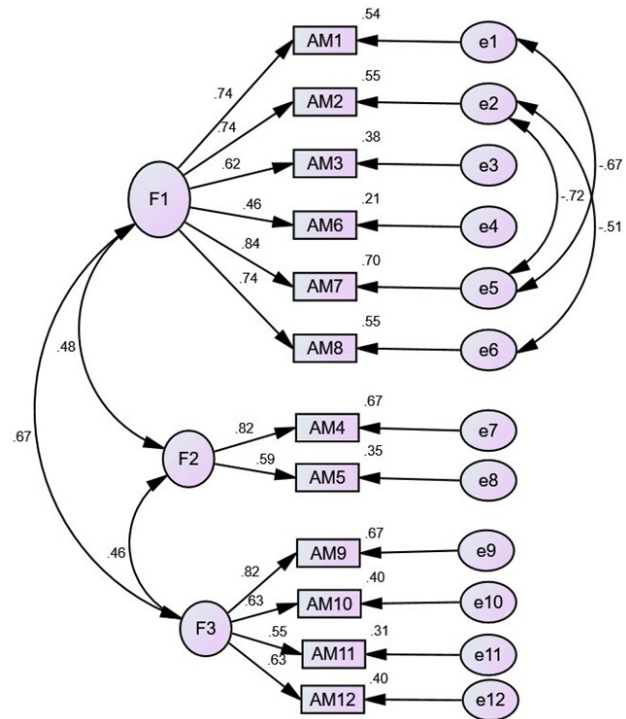 .54
AM1
e1
.74
.55
AM2
e2
.74
.38
AM3
e3
.62
-.67
-.72
F1
.46
.21
AM6
e4
-.51
.84
.70
AM7
e5
.74
.55
AM8
e6
.48
.67
.67
.82
AM4
e7
F2
.59
.35
AM5
e8
.46
.67
AM9
e9
.82
.40
.63
AM10
e10
F3
.55
.31
AM11
e11
.63
.40
AM12
e12